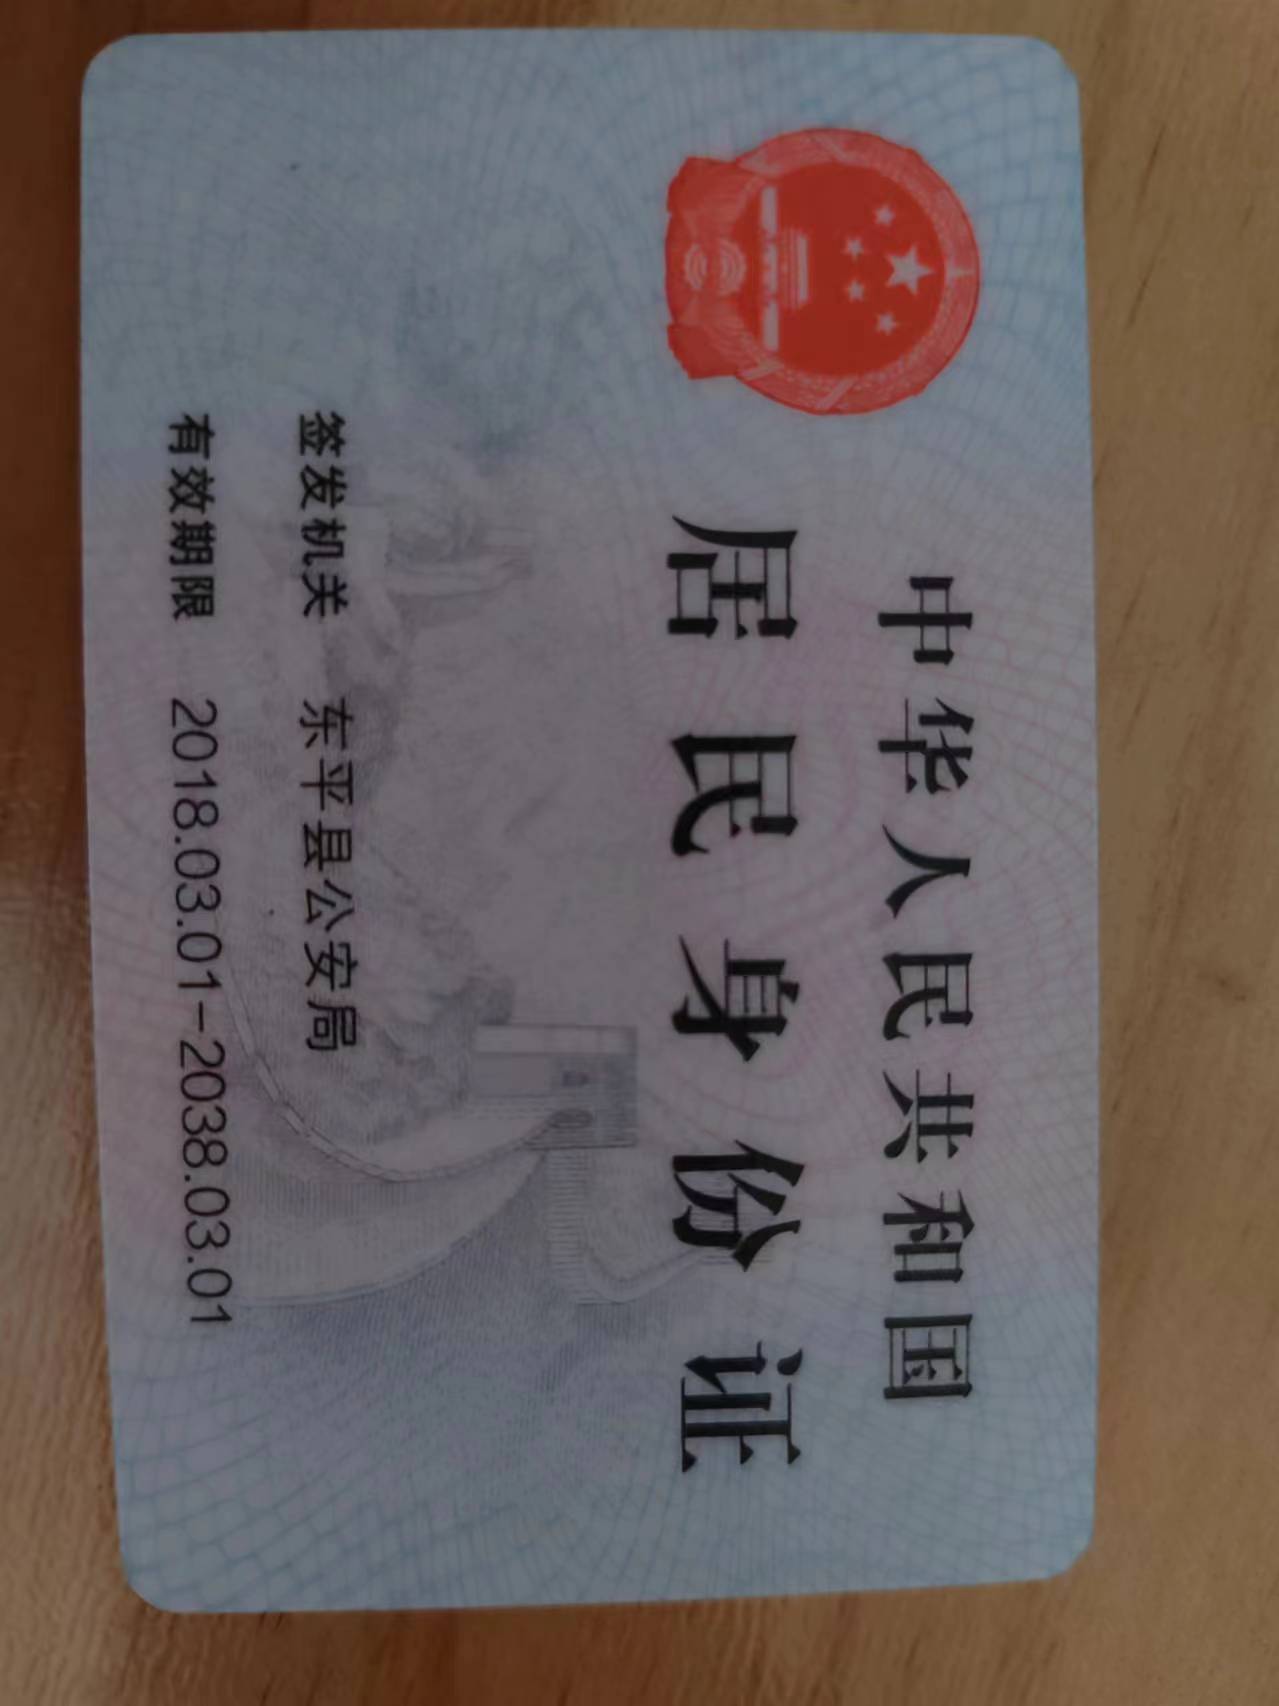 中华人民共和国
居民身份证
签发机关 东平县公安局
有效期限 2018.03.01-2038.03.01